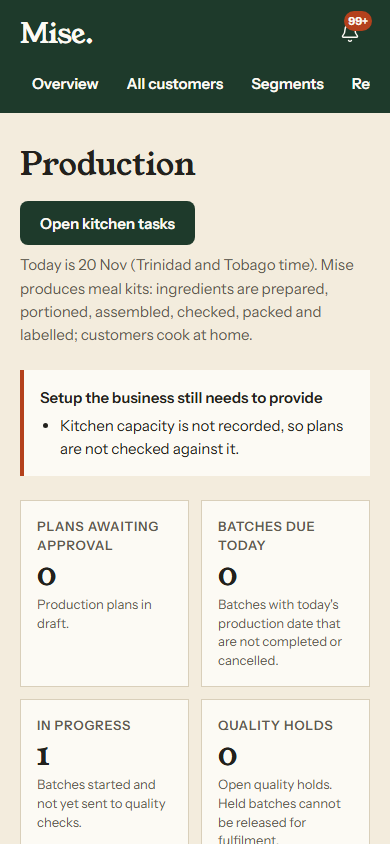 Mise.
99+
Overview All customers Segments Re
Production
Open kitchen tasks
Today is 20 Nov (Trinidad and Tobago time). Mise
produces meal kits: ingredients are prepared,
portioned, assembled, checked, packed and
labelled; customers cook at home.
Setup the business still needs to provide
• Kitchen capacity is not recorded, so plans
are not checked against it.
PLANS AWAITING
APPROVAL
0
Production plans in
draft.
BATCHES DUE
TODAY
0
Batches with today's
production date that
are not completed or
cancelled.
IN PROGRESS
1
Batches started and
not yet sent to quality
checks.
QUALITY HOLDS
0
Open quality holds.
Held batches cannot
be released for
fulfilment.